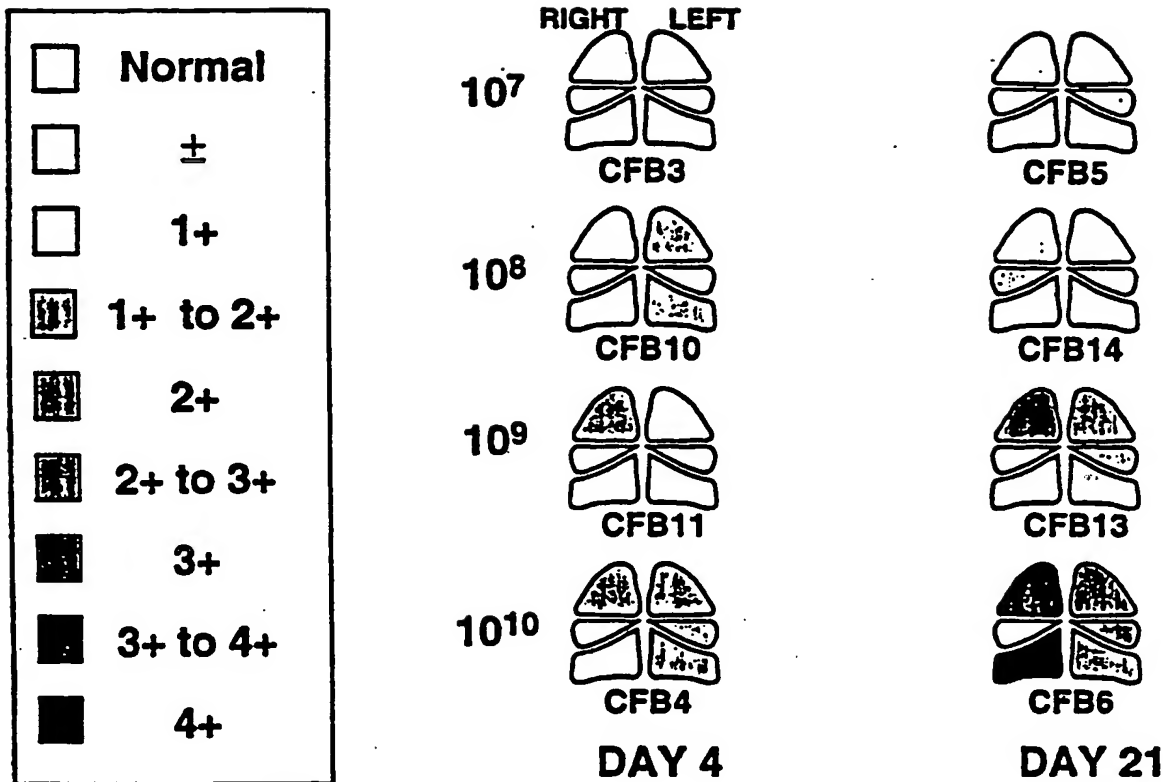 Normal
±
1+
1+ to 2+
2+
2+ to 3+
3+
3+ to 4+
4+
RIGHT LEFT
10⁷
CFB3
CFB5
10⁸
CFB10
CFB14
10⁹
CFB11
CFB13
10¹⁰
CFB4
CFB6
DAY 4
DAY 21